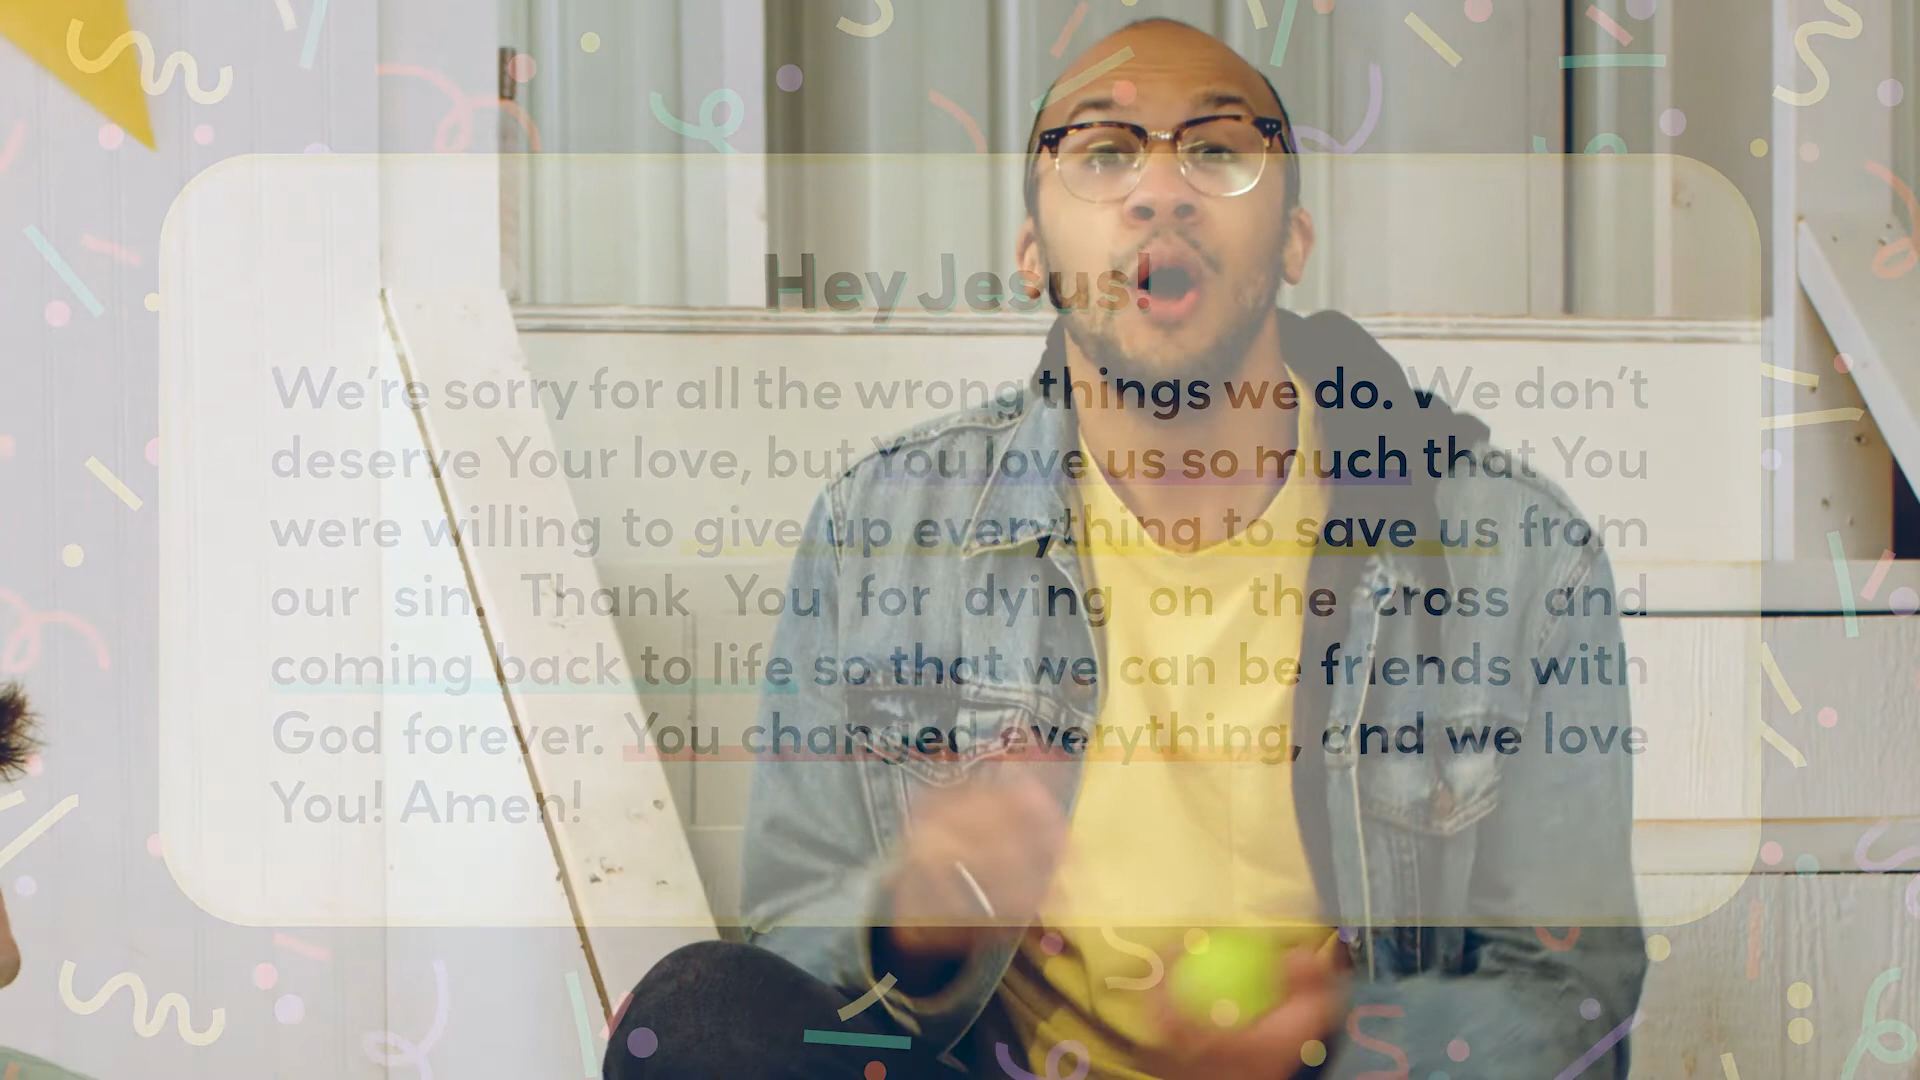 Hey Jesus!
We're sorry for all the wrong things we do. We don't
deserve Your love, but You love us so much that You
were willing to give up everything to save us from
our sin. Thank You for dying on the cross and
coming back to life so that we can be friends with
God forever. You changed everything, and we love
You! Amen!